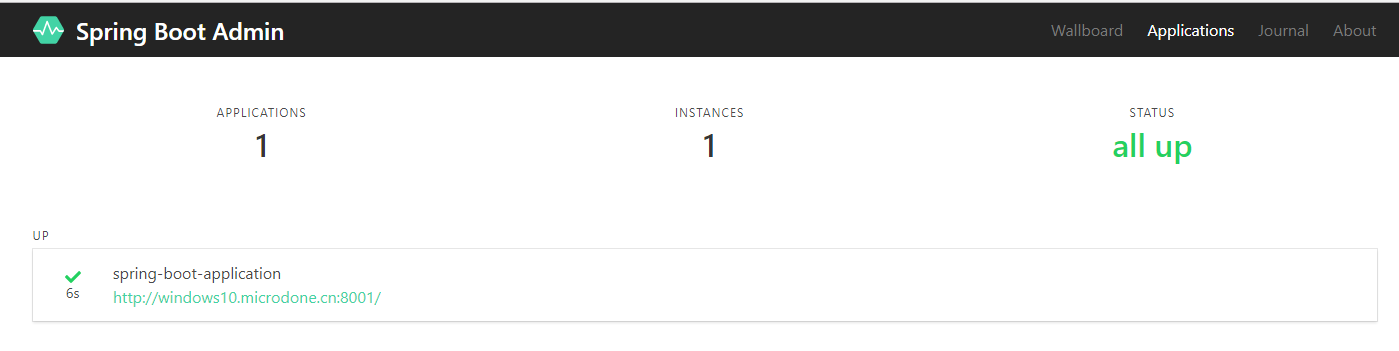 Spring Boot Admin
Wallboard Applications Journal About
APPLICATIONS INSTANCES STATUS
1 1 all up
UP
spring-boot-application
6s
http://windows10.microdone.cn:8001/